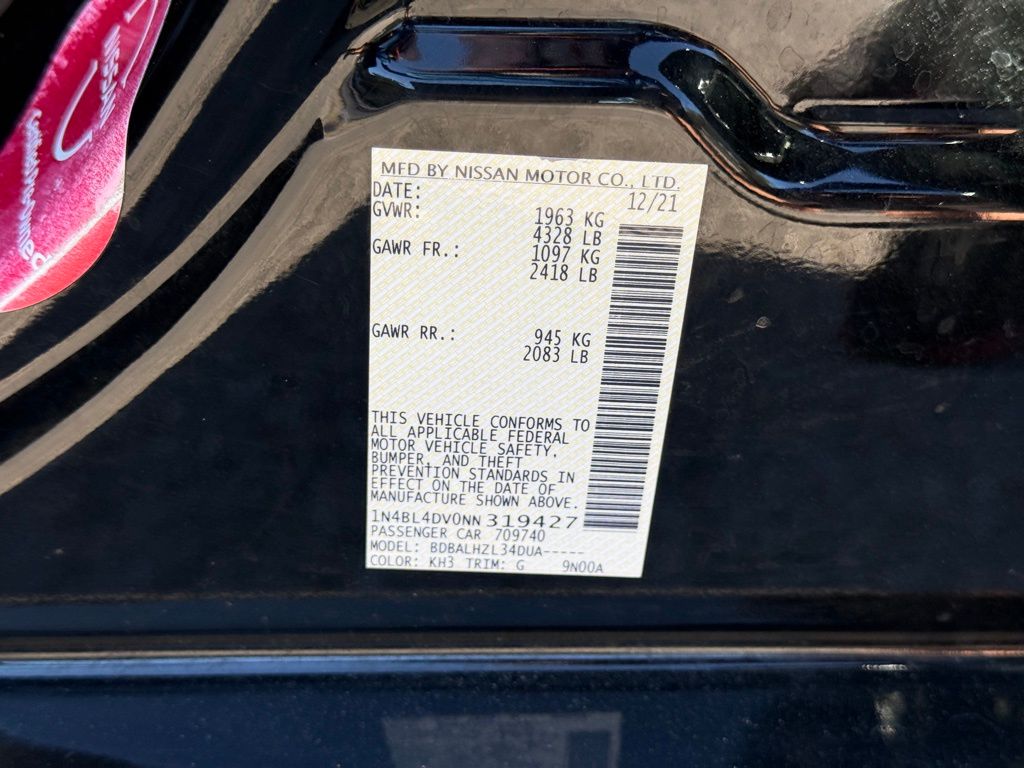 MFD BY NISSAN MOTOR CO., LTD.
DATE: 12/21
GVWR: 1963 KG
4328 LB
GAWR FR.: 1097 KG
2418 LB
GAWR RR.: 945 KG
2083 LB
THIS VEHICLE CONFORMS TO
ALL APPLICABLE FEDERAL
MOTOR VEHICLE SAFETY,
BUMPER, AND THEFT
PREVENTION STANDARDS IN
EFFECT ON THE DATE OF
MANUFACTURE SHOWN ABOVE.
1N4BL4DV0NN319427
PASSENGER CAR 709740
MODEL: BDBALHZL34DUA-----
COLOR: KH3 TRIM: G 9N00A